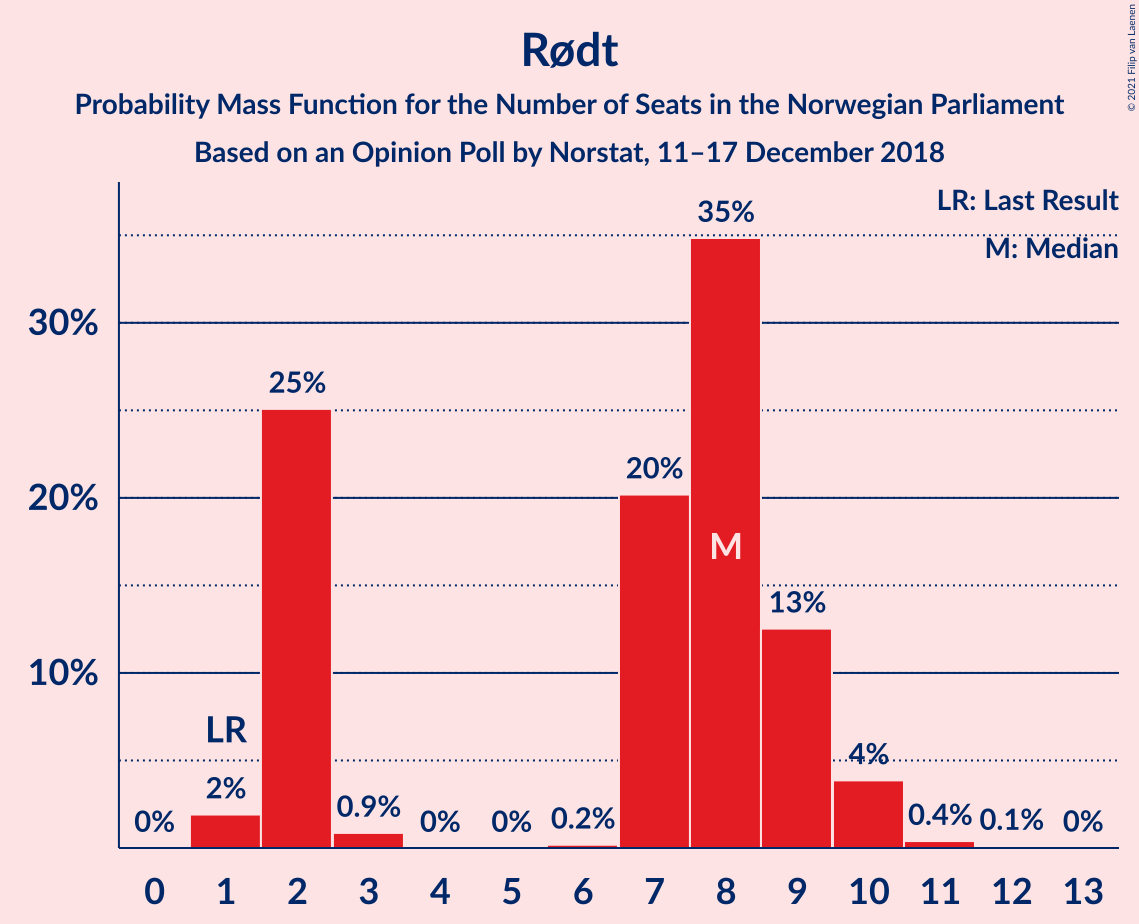 Rødt
Probability Mass Function for the Number of Seats in the Norwegian Parliament
Based on an Opinion Poll by Norstat, 11–17 December 2018
© 2021 Filip van Laenen
LR: Last Result
M: Median
35%
30%
25%
20%
20%
M
13%
10%
LR
4%
0%
2%
0.9%
0%
0%
0.2%
0.4%
0.1%
0%
0 1 2 3 4 5 6 7 8 9 10 11 12 13